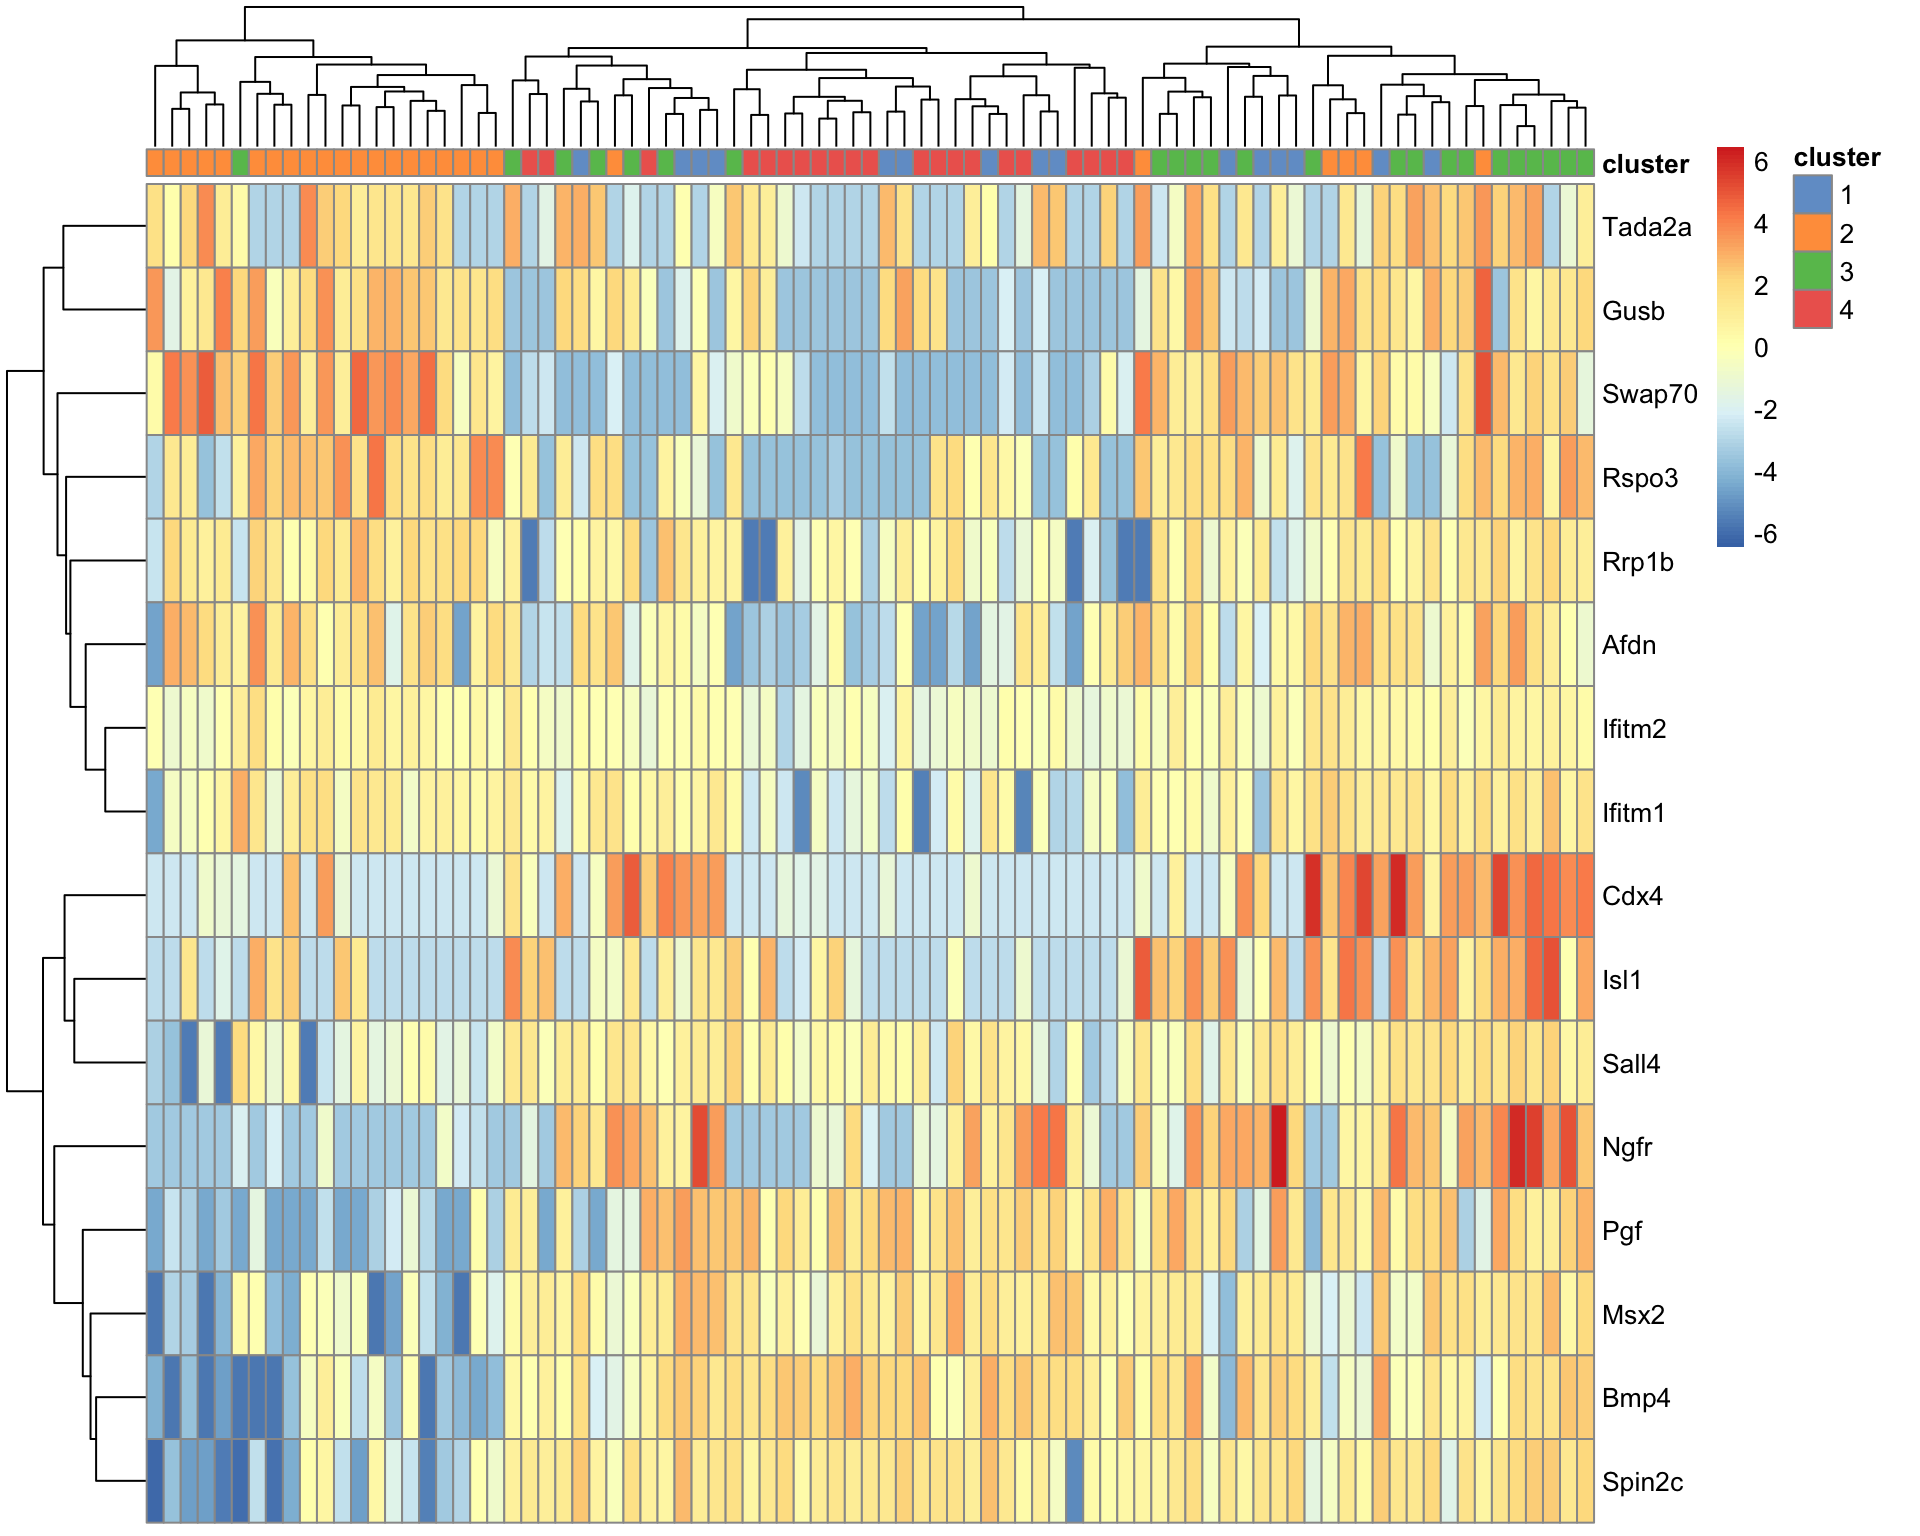 cluster
Tada2a
Gusb
Swap70
Rspo3
Rrp1b
Afdn
Ifitm2
Ifitm1
Cdx4
Isl1
Sall4
Ngfr
Pgf
Msx2
Bmp4
Spin2c
6
4
2
0
-2
-4
-6
cluster
1
2
3
4